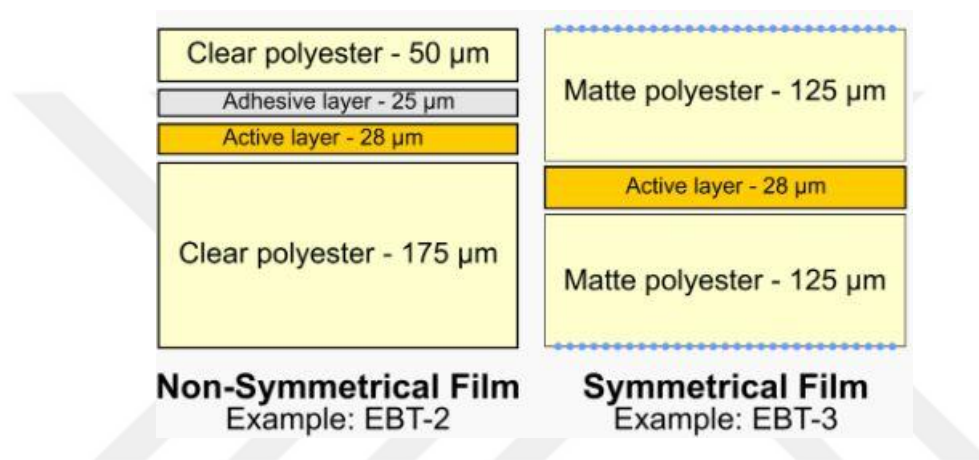 Clear polyester - 50 µm
Adhesive layer - 25 µm
Active layer - 28 µm
Clear polyester - 175 µm
Non-Symmetrical Film
Example: EBT-2
Matte polyester - 125 µm
Active layer - 28 µm
Matte polyester - 125 µm
Symmetrical Film
Example: EBT-3